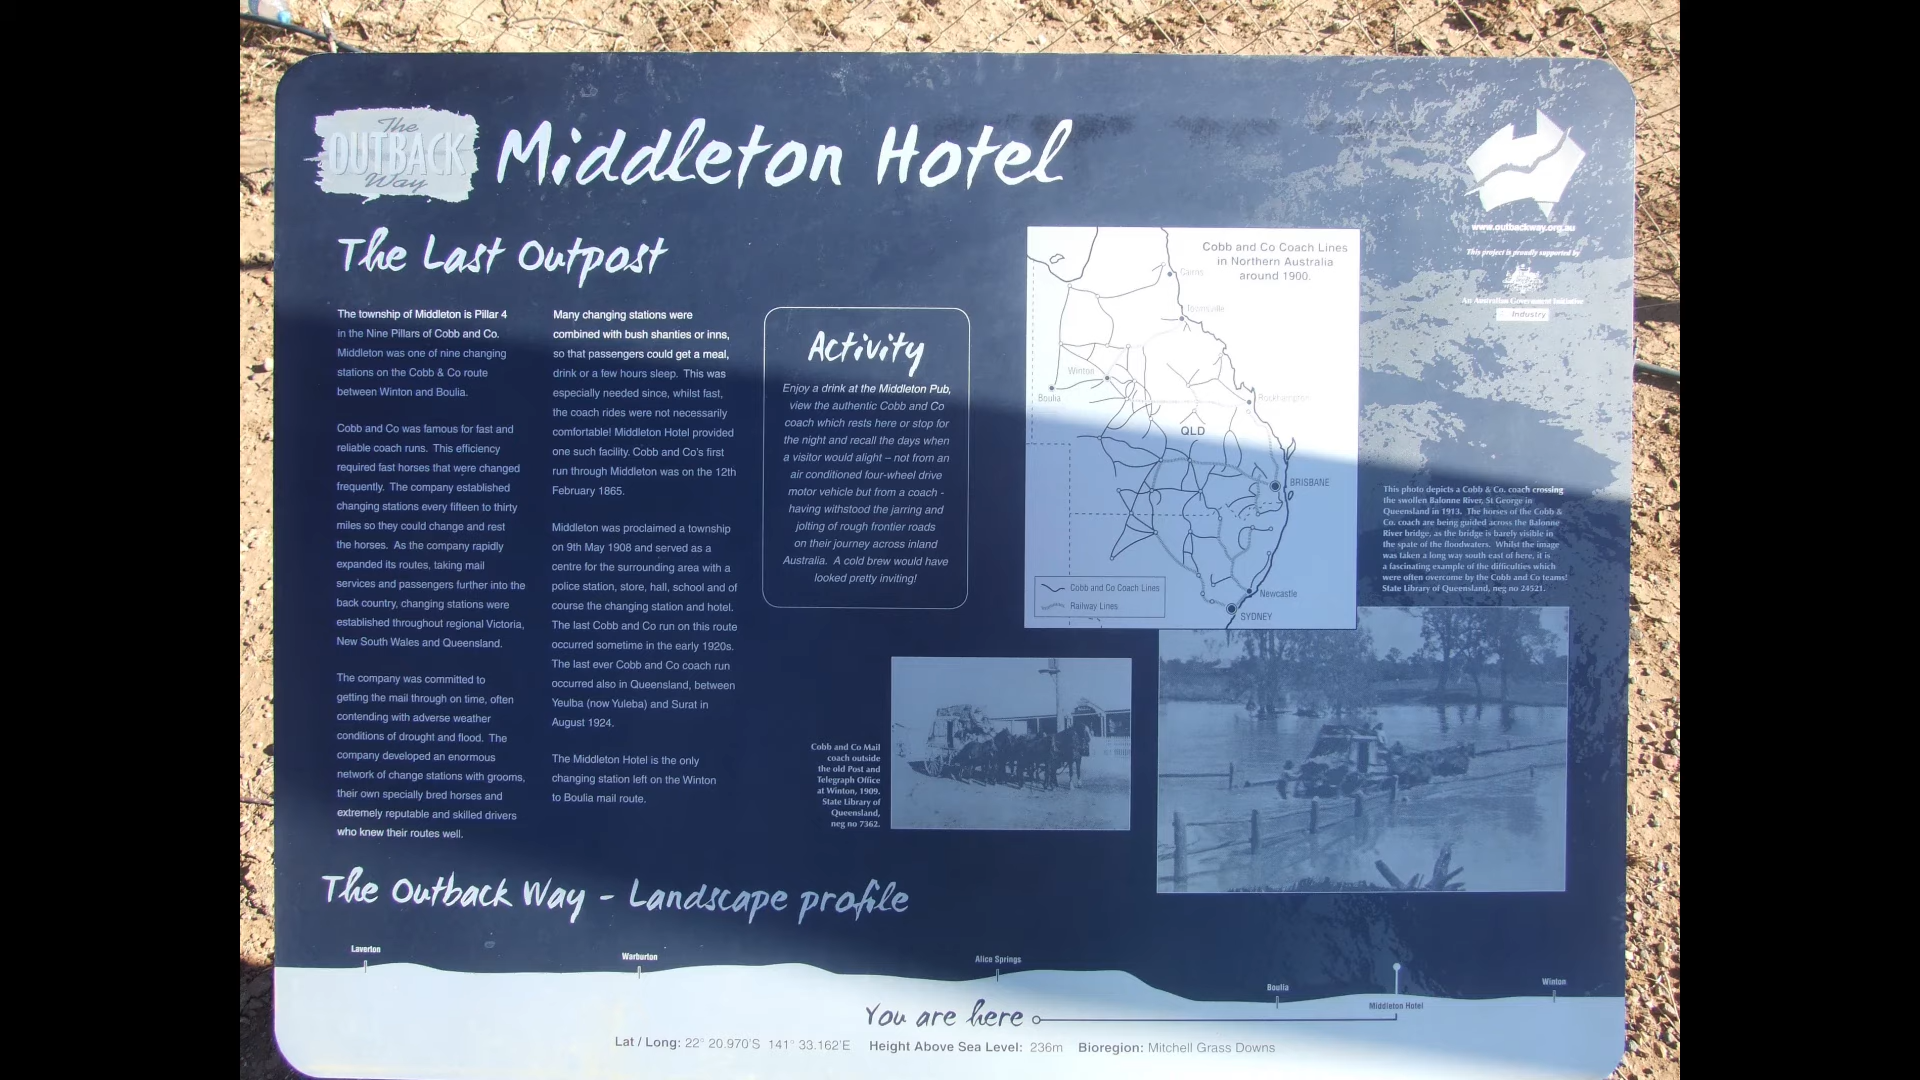 The
OUTBACK
Way
Middleton Hotel
www.outbackway.org.au
This project is proudly supported by
An Australian Government Initiative
Industry
The Last Outpost
The township of Middleton is Pillar 4
in the Nine Pillars of Cobb and Co.
Middleton was one of nine changing
stations on the Cobb & Co route
between Winton and Boulia.
Cobb and Co was famous for fast and
reliable coach runs. This efficiency
required fast horses that were changed
frequently. The company established
changing stations every fifteen to thirty
miles so they could change and rest
the horses. As the company rapidly
expanded its routes, taking mail
services and passengers further into the
back country, changing stations were
established throughout regional Victoria,
New South Wales and Queensland.
The company was committed to
getting the mail through on time, often
contending with adverse weather
conditions of drought and flood. The
company developed an enormous
network of change stations with grooms,
their own specially bred horses and
extremely reputable and skilled drivers
who knew their routes well.
Many changing stations were
combined with bush shanties or inns,
so that passengers could get a meal,
drink or a few hours sleep. This was
especially needed since, whilst fast,
the coach rides were not necessarily
comfortable! Middleton Hotel provided
one such facility. Cobb and Co's first
run through Middleton was on the 12th
February 1865.
Middleton was proclaimed a township
on 9th May 1908 and served as a
centre for the surrounding area with a
police station, store, hall, school and of
course the changing station and hotel.
The last Cobb and Co run on this route
occurred sometime in the early 1920s.
The last ever Cobb and Co coach run
occurred also in Queensland, between
Yeulba (now Yuleba) and Surat in
August 1924.
The Middleton Hotel is the only
changing station left on the Winton
to Boulia mail route.
Activity
Enjoy a drink at the Middleton Pub,
view the authentic Cobb and Co
coach which rests here or stop for
the night and recall the days when
a visitor would alight – not from an
air conditioned four-wheel drive
motor vehicle but from a coach -
having withstood the jarring and
jolting of rough frontier roads
on their journey across inland
Australia. A cold brew would have
looked pretty inviting!
Cobb and Co Coach Lines
in Northern Australia
around 1900.
Cairns
Townsville
Winton
Boulia
Rockhampton
QLD
BRISBANE
Newcastle
SYDNEY
Cobb and Co Coach Lines
Railway Lines
This photo depicts a Cobb & Co. coach crossing
the swollen Balonne River, St George in
Queensland in 1913. The horses of the Cobb &
Co. coach are being guided across the Balonne
River bridge, as the bridge is barely visible in
the spate of the floodwaters. Whilst the image
was taken a long way south east of here, it is
a fascinating example of the difficulties which
were often overcome by the Cobb and Co teams!
State Library of Queensland, neg no 24521.
Cobb and Co Mail
coach outside
the old Post and
Telegraph Office
at Winton, 1909.
State Library of
Queensland,
neg no 7362.
The Outback Way - Landscape profile
Laverton
Warburton
Alice Springs
Boulia
Middleton Hotel
Winton
You are here
Lat / Long: 22° 20.970'S 141° 33.162'E Height Above Sea Level: 236m Bioregion: Mitchell Grass Downs